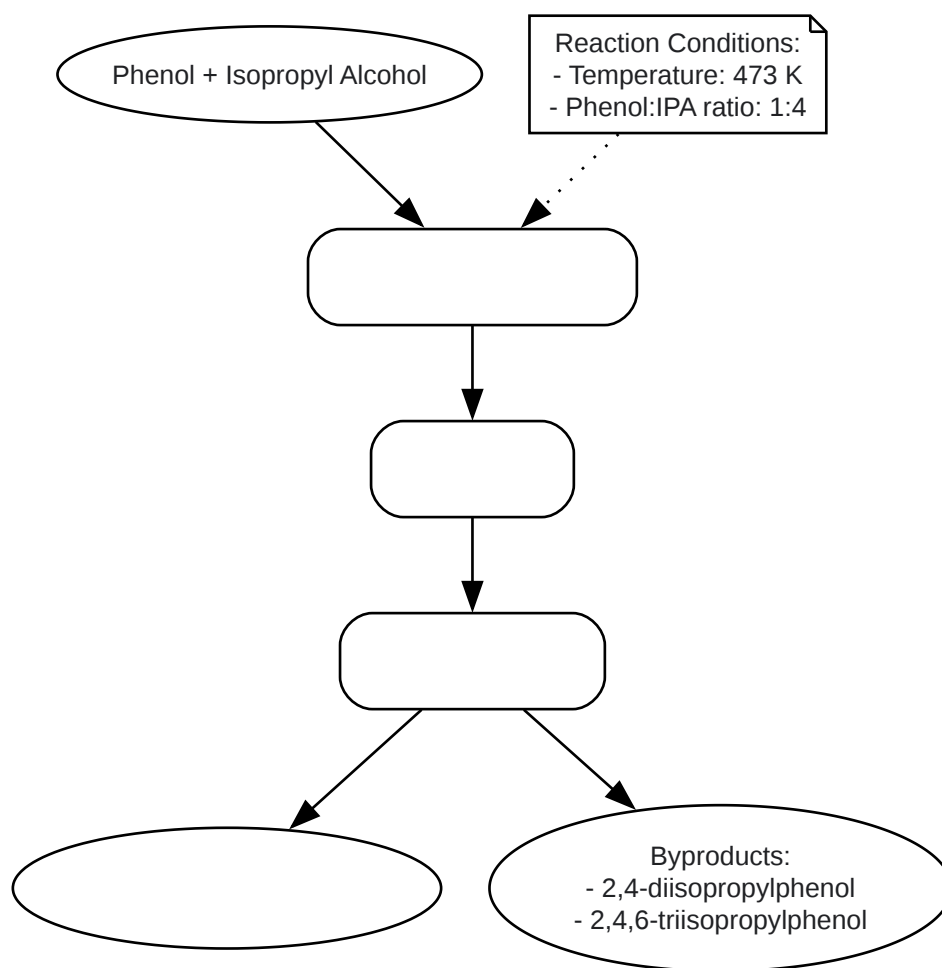 Phenol + Isopropyl Alcohol
Reaction Conditions:
- Temperature: 473 K
- Phenol:IPA ratio: 1:4
Byproducts:
- 2,4-diisopropylphenol
- 2,4,6-triisopropylphenol